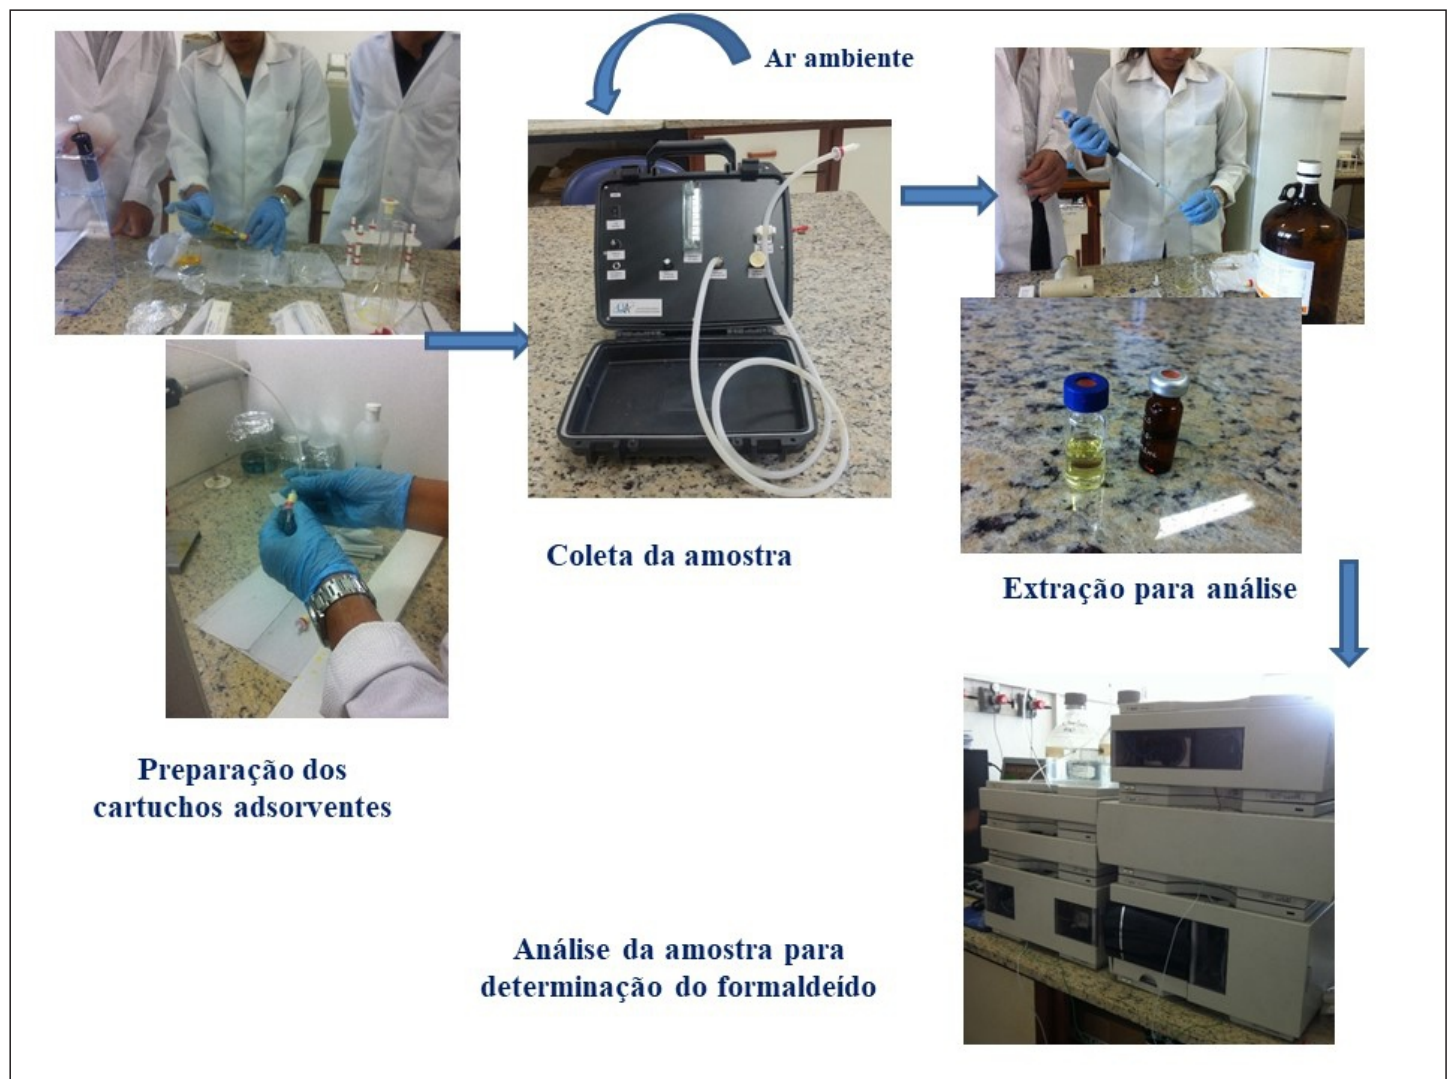 Ar ambiente
Coleta da amostra
Extração para análise
Preparação dos
cartuchos adsorventes
Análise da amostra para
determinação do formaldeído